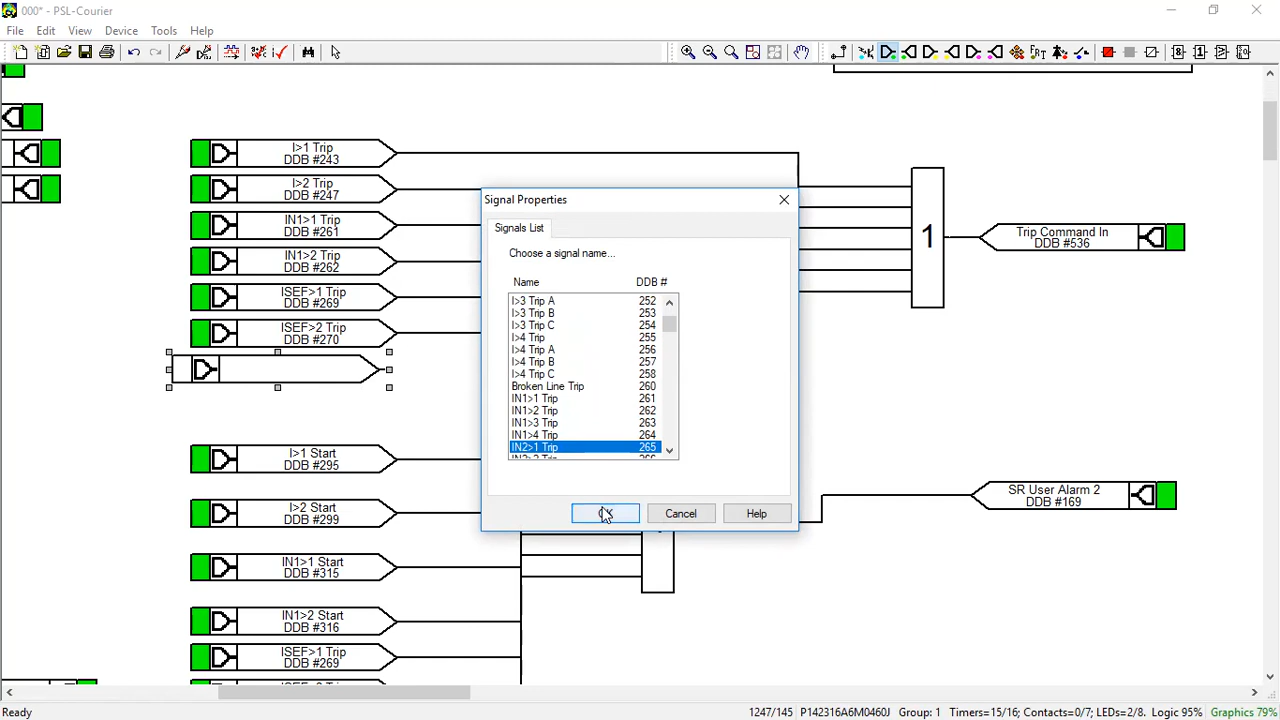 000* - PSL-Courier
File Edit View Device Tools Help
I>1 Trip
DDB #243
I>2 Trip
DDB #247
IN1>1 Trip
DDB #261
IN1>2 Trip
DDB #262
ISEF>1 Trip
DDB #269
ISEF>2 Trip
DDB #270
I>1 Start
DDB #295
I>2 Start
DDB #299
IN1>1 Start
DDB #315
IN1>2 Start
DDB #316
ISEF>1 Trip
DDB #269
Signal Properties
Signals List
Choose a signal name...
Name DDB #
I>3 Trip A 252
I>3 Trip B 253
I>3 Trip C 254
I>4 Trip 255
I>4 Trip A 256
I>4 Trip B 257
I>4 Trip C 258
Broken Line Trip 260
IN1>1 Trip 261
IN1>2 Trip 262
IN1>3 Trip 263
IN1>4 Trip 264
IN2>1 Trip 265
OK Cancel Help
1
Trip Command In
DDB #536
SR User Alarm 2
DDB #169
Ready 1247/145 P142316A6M0460J Group: 1 Timers=15/16; Contacts=0/7; LEDs=2/8. Logic 95% Graphics 79%